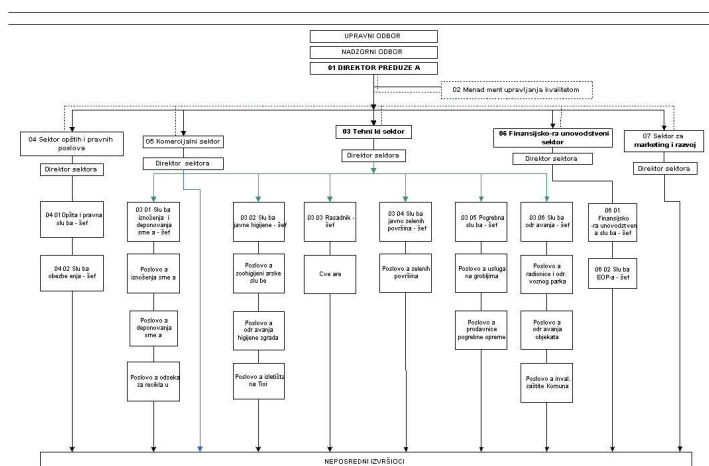 UPRAVNI ODBOR
NADZORNI ODBOR
01 DIREKTOR PREDUZE A
02 Menad ment upravljanja kvalitetom
04 Sektor opštih i pravnih
poslova
Direktor sektora
05 Komercijalni sektor
Direktor sektora
03 Tehni ki sektor
Direktor sektora
06 Finansijsko-ra unovodstveni
sektor
Direktor sektora
07 Sektor za
marketing i razvoj
Direktor sektora
04 01 Opšta i pravna
slu ba - šef
04 02 Slu ba
obezbe enja - šef
03 01 Slu ba
iznošenja i
deponovanja
sme a - šef
Poslovo a
iznošenja sme a
Poslovo a
deponovanja
sme a
Poslovo a odseka
za recikla u
03 02 Slu ba
javne higijene - šef
Poslovo a
zoohigijeni arske
slu be
Poslovo a
odr avanja
higijene zgrada
Poslovo a izletišta
na Tisi
03 03 Rasadnik -
šef
Cve are
03 04 Slu ba
javno zelenih
površina - šef
Poslovo a zelenih
površina
03 05 Pogrebna
slu ba - šef
Poslovo a usluga
na grobljima
Poslovo a
prodavnice
pogrebne opreme
03 06 Slu ba
odr avanja - šef
Poslovo a
radionice i odr.
voznog parka
Poslovo a
odr avanja
objekata
Poslovo a inval.
zaštite Komuna
06 01
Finansijsko
-ra unovodstven
a slu ba - šef
06 02 Slu ba
EOP-a - šef
NEPOSREDNI IZVRŠIOCI